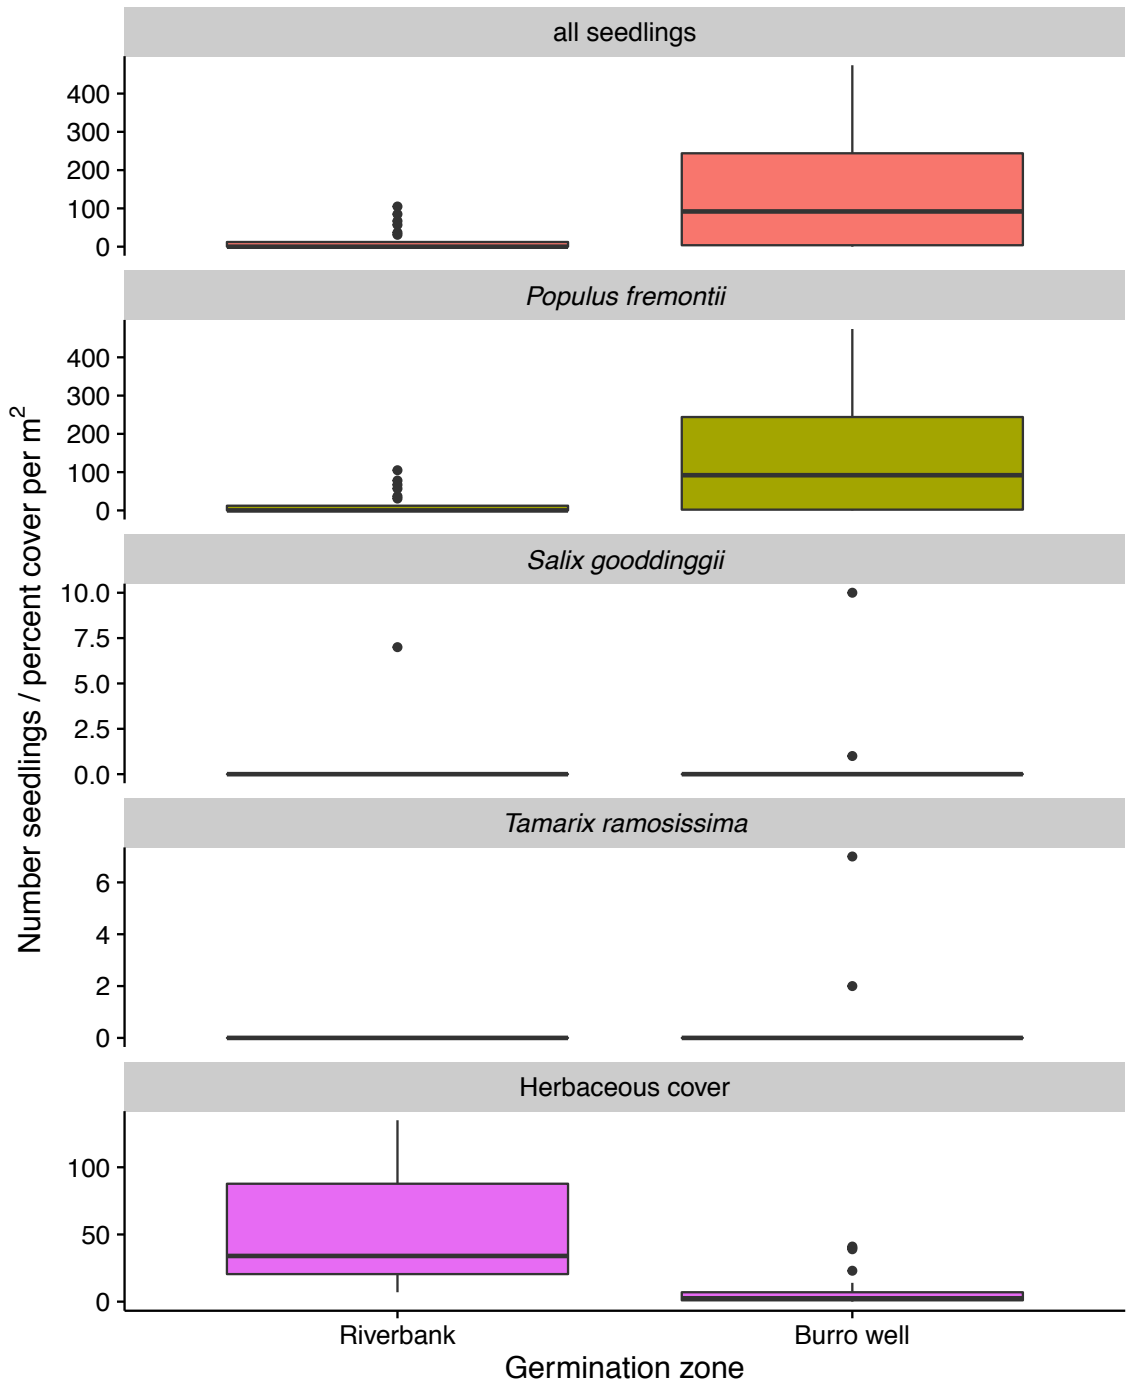 all seedlings
400
300
200
100
0
Populus fremontii
400
300
200
100
0
Salix gooddinggii
10.0
7.5
5.0
2.5
0.0
Tamarix ramosissima
6
4
2
0
Herbaceous cover
100
50
0
Number seedlings / percent cover per m²
Riverbank Burro well
Germination zone